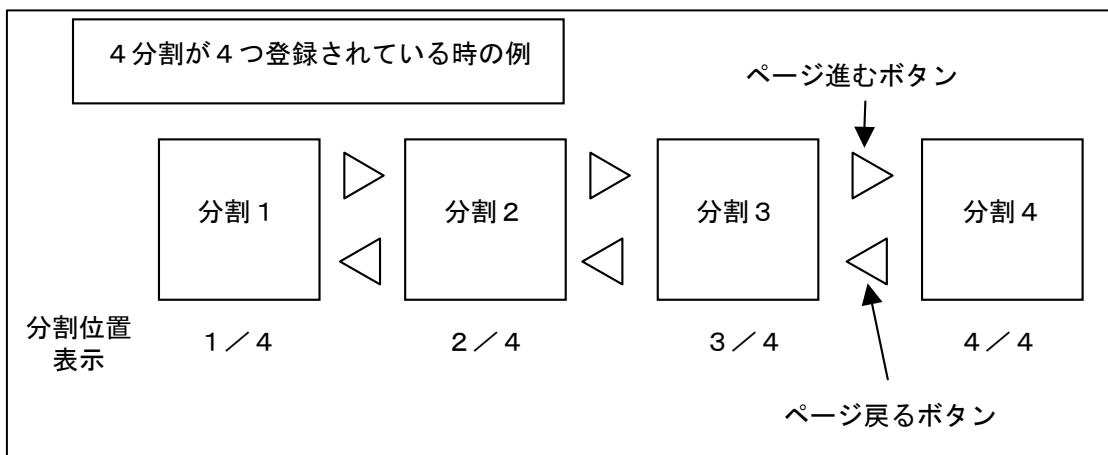 ４分割が４つ登録されている時の例
ページ進むボタン
分割１
分割２
分割３
分割４
分割位置
表示
１／４
２／４
３／４
４／４
ページ戻るボタン